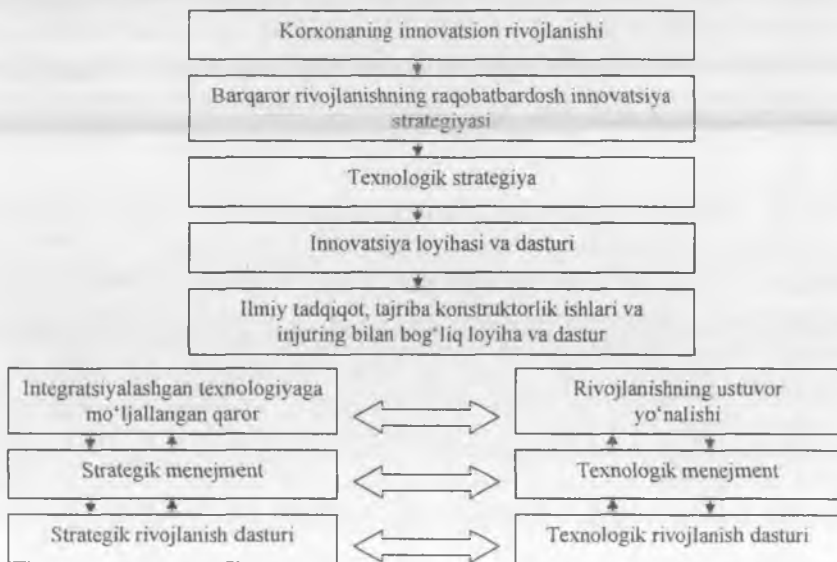 Korxonaning innovatsion rivojlanishi
Barqaror rivojlanishning raqobatbardosh innovatsiya
strategiyasi
Texnologik strategiya
Innovatsiya loyihasi va dasturi
Ilmiy tadqiqot, tajriba konstruktorlik ishlari va
injuring bilan bog‘liq loyiha va dastur
Integratsiyalashgan texnologiyaga
mo‘ljallangan qaror
Rivojlanishning ustuvor
yo‘nalishi
Strategik menejment
Texnologik menejment
Strategik rivojlanish dasturi
Texnologik rivojlanish dasturi